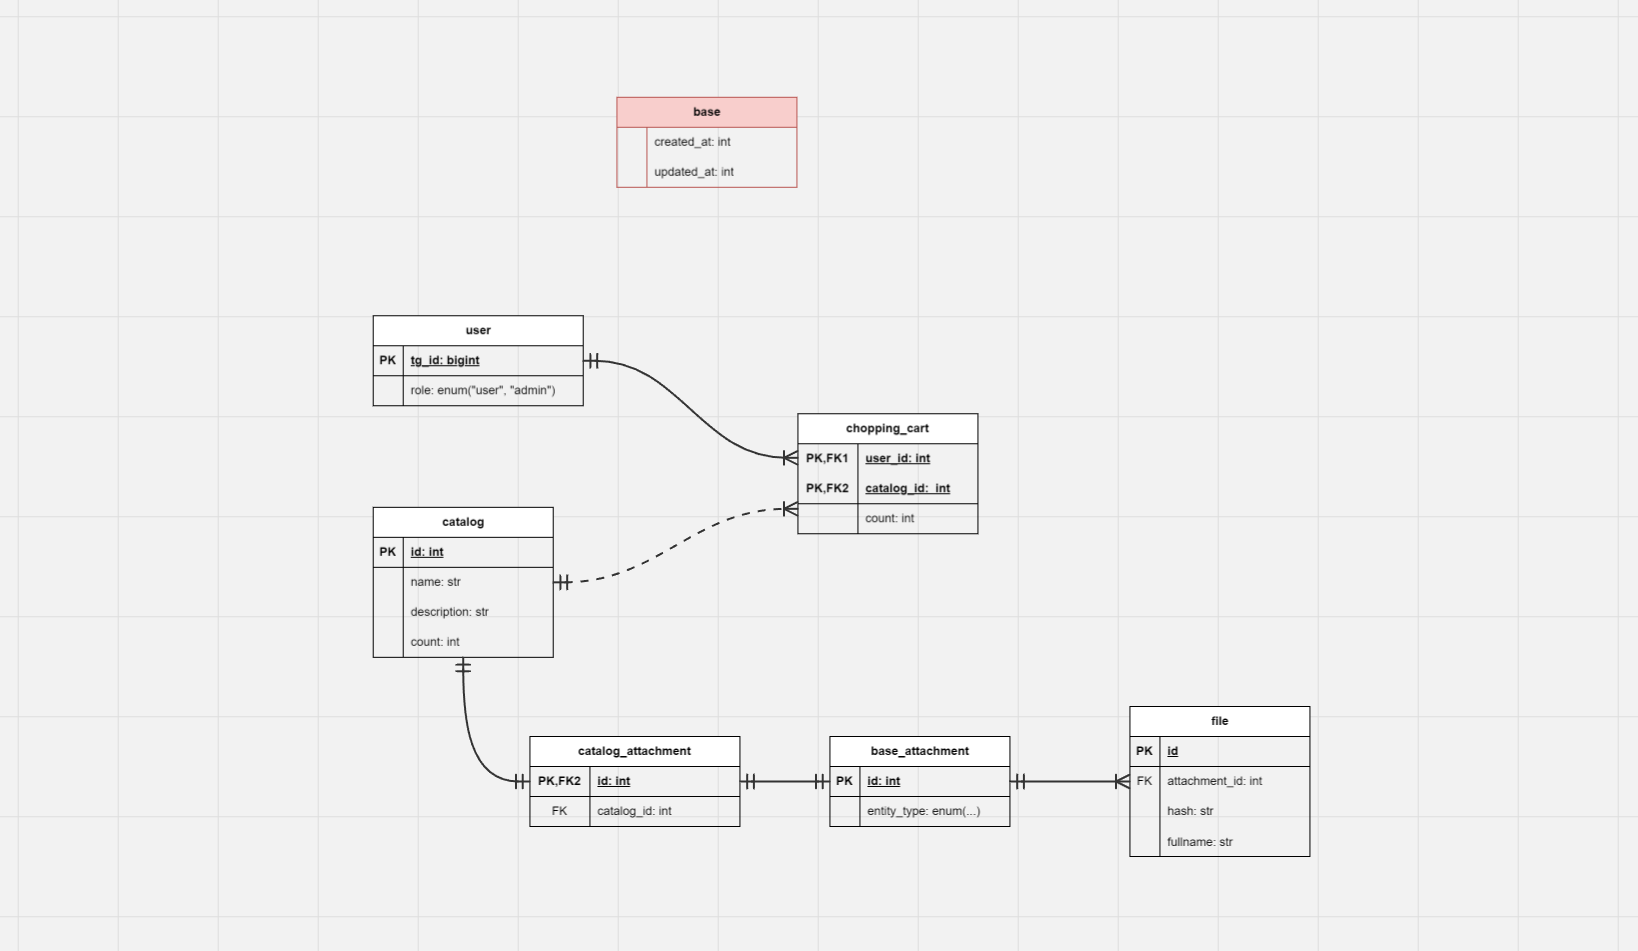 base
created_at: int
updated_at: int
user
PK tg_id: bigint
role: enum("user", "admin")
chopping_cart
PK,FK1 user_id: int
PK,FK2 catalog_id: int
count: int
catalog
PK id: int
name: str
description: str
count: int
catalog_attachment
PK,FK2 id: int
FK catalog_id: int
base_attachment
PK id: int
entity_type: enum(...)
file
PK id
FK attachment_id: int
hash: str
fullname: str